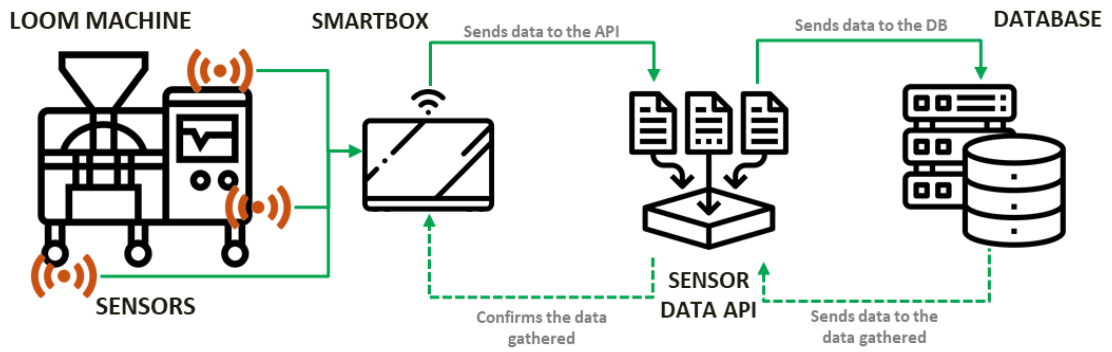 LOOM MACHINE
SMARTBOX
DATABASE
Sends data to the API
Sends data to the DB
SENSORS
SENSOR
DATA API
Confirms the data
gathered
Sends data to the
data gathered